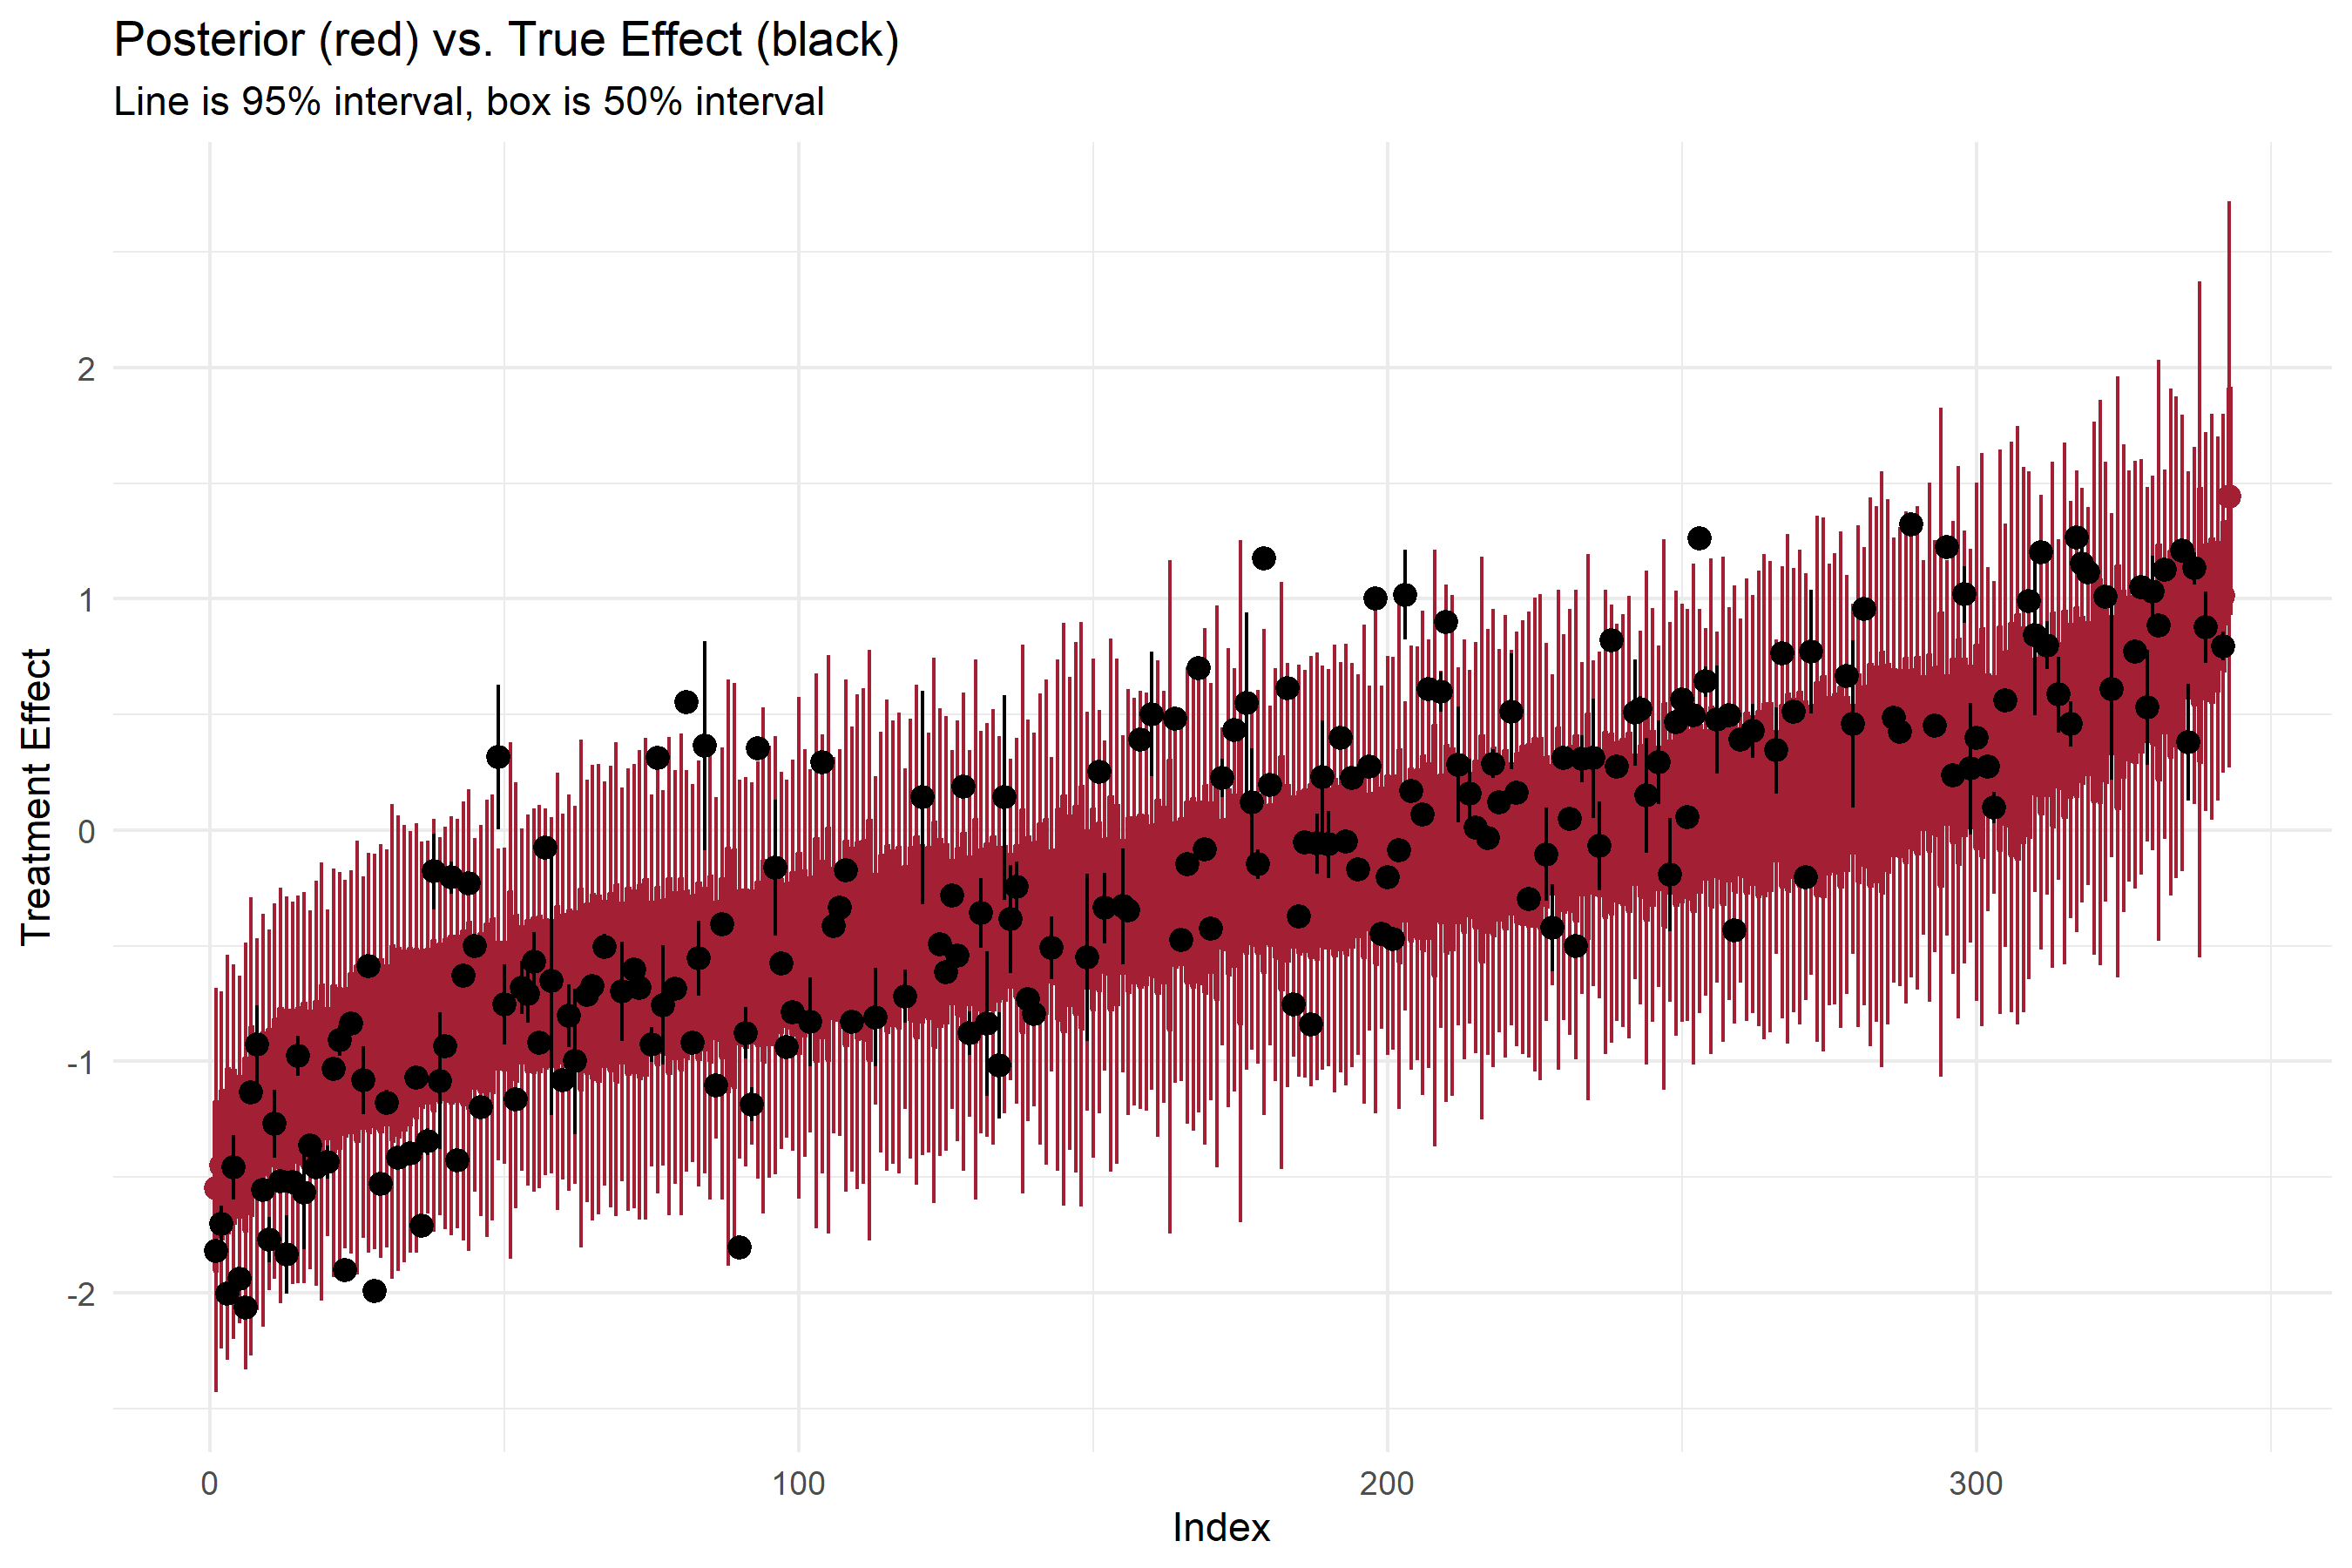 Posterior (red) vs. True Effect (black)
Line is 95% interval, box is 50% interval
Treatment Effect
2
1
0
-1
-2
0
100
200
300
Index